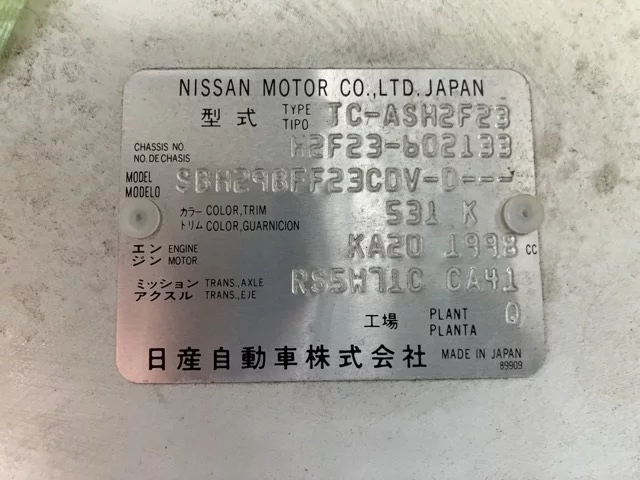 NISSAN MOTOR CO.,LTD. JAPAN
型式 TYPE TIPO TC-ASH2F23
CHASSIS NO. NO. DE CHASIS H2F23-602133
MODEL MODELO SBH29BFF23CDV-D---
カラー COLOR,TRIM
トリム COLOR,GUARNICION 531 K
エンジン ENGINE MOTOR KA20 1998 cc
ミッション TRANS.,AXLE
アクスル TRANS.,EJE RS5H71C CA41
工場 PLANT PLANTA Q
日産自動車株式会社 MADE IN JAPAN
89909